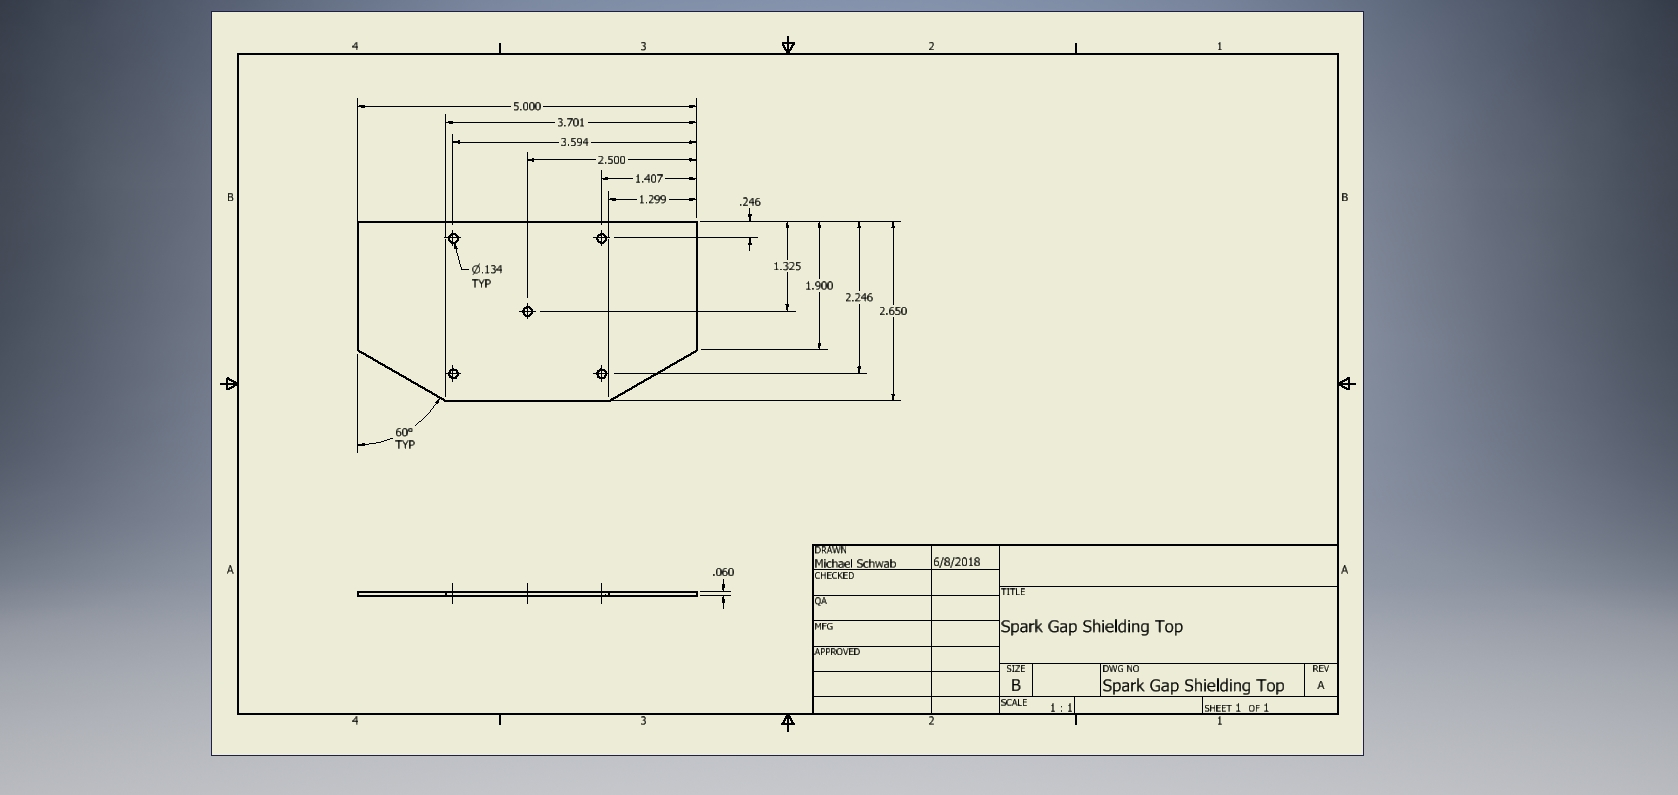 4 3 2 1
5.000
3.701
3.594
2.500
1.407
1.299
.246
B B
Ø.134
TYP
1.325
1.900
2.246
2.650
60°
TYP
A A
.060
DRAWN
Michael Schwab 6/8/2018
CHECKED
QA
MFG
APPROVED
TITLE
Spark Gap Shielding Top
SIZE DWG NO REV
B Spark Gap Shielding Top A
SCALE 1 : 1 SHEET 1 OF 1
4 3 2 1